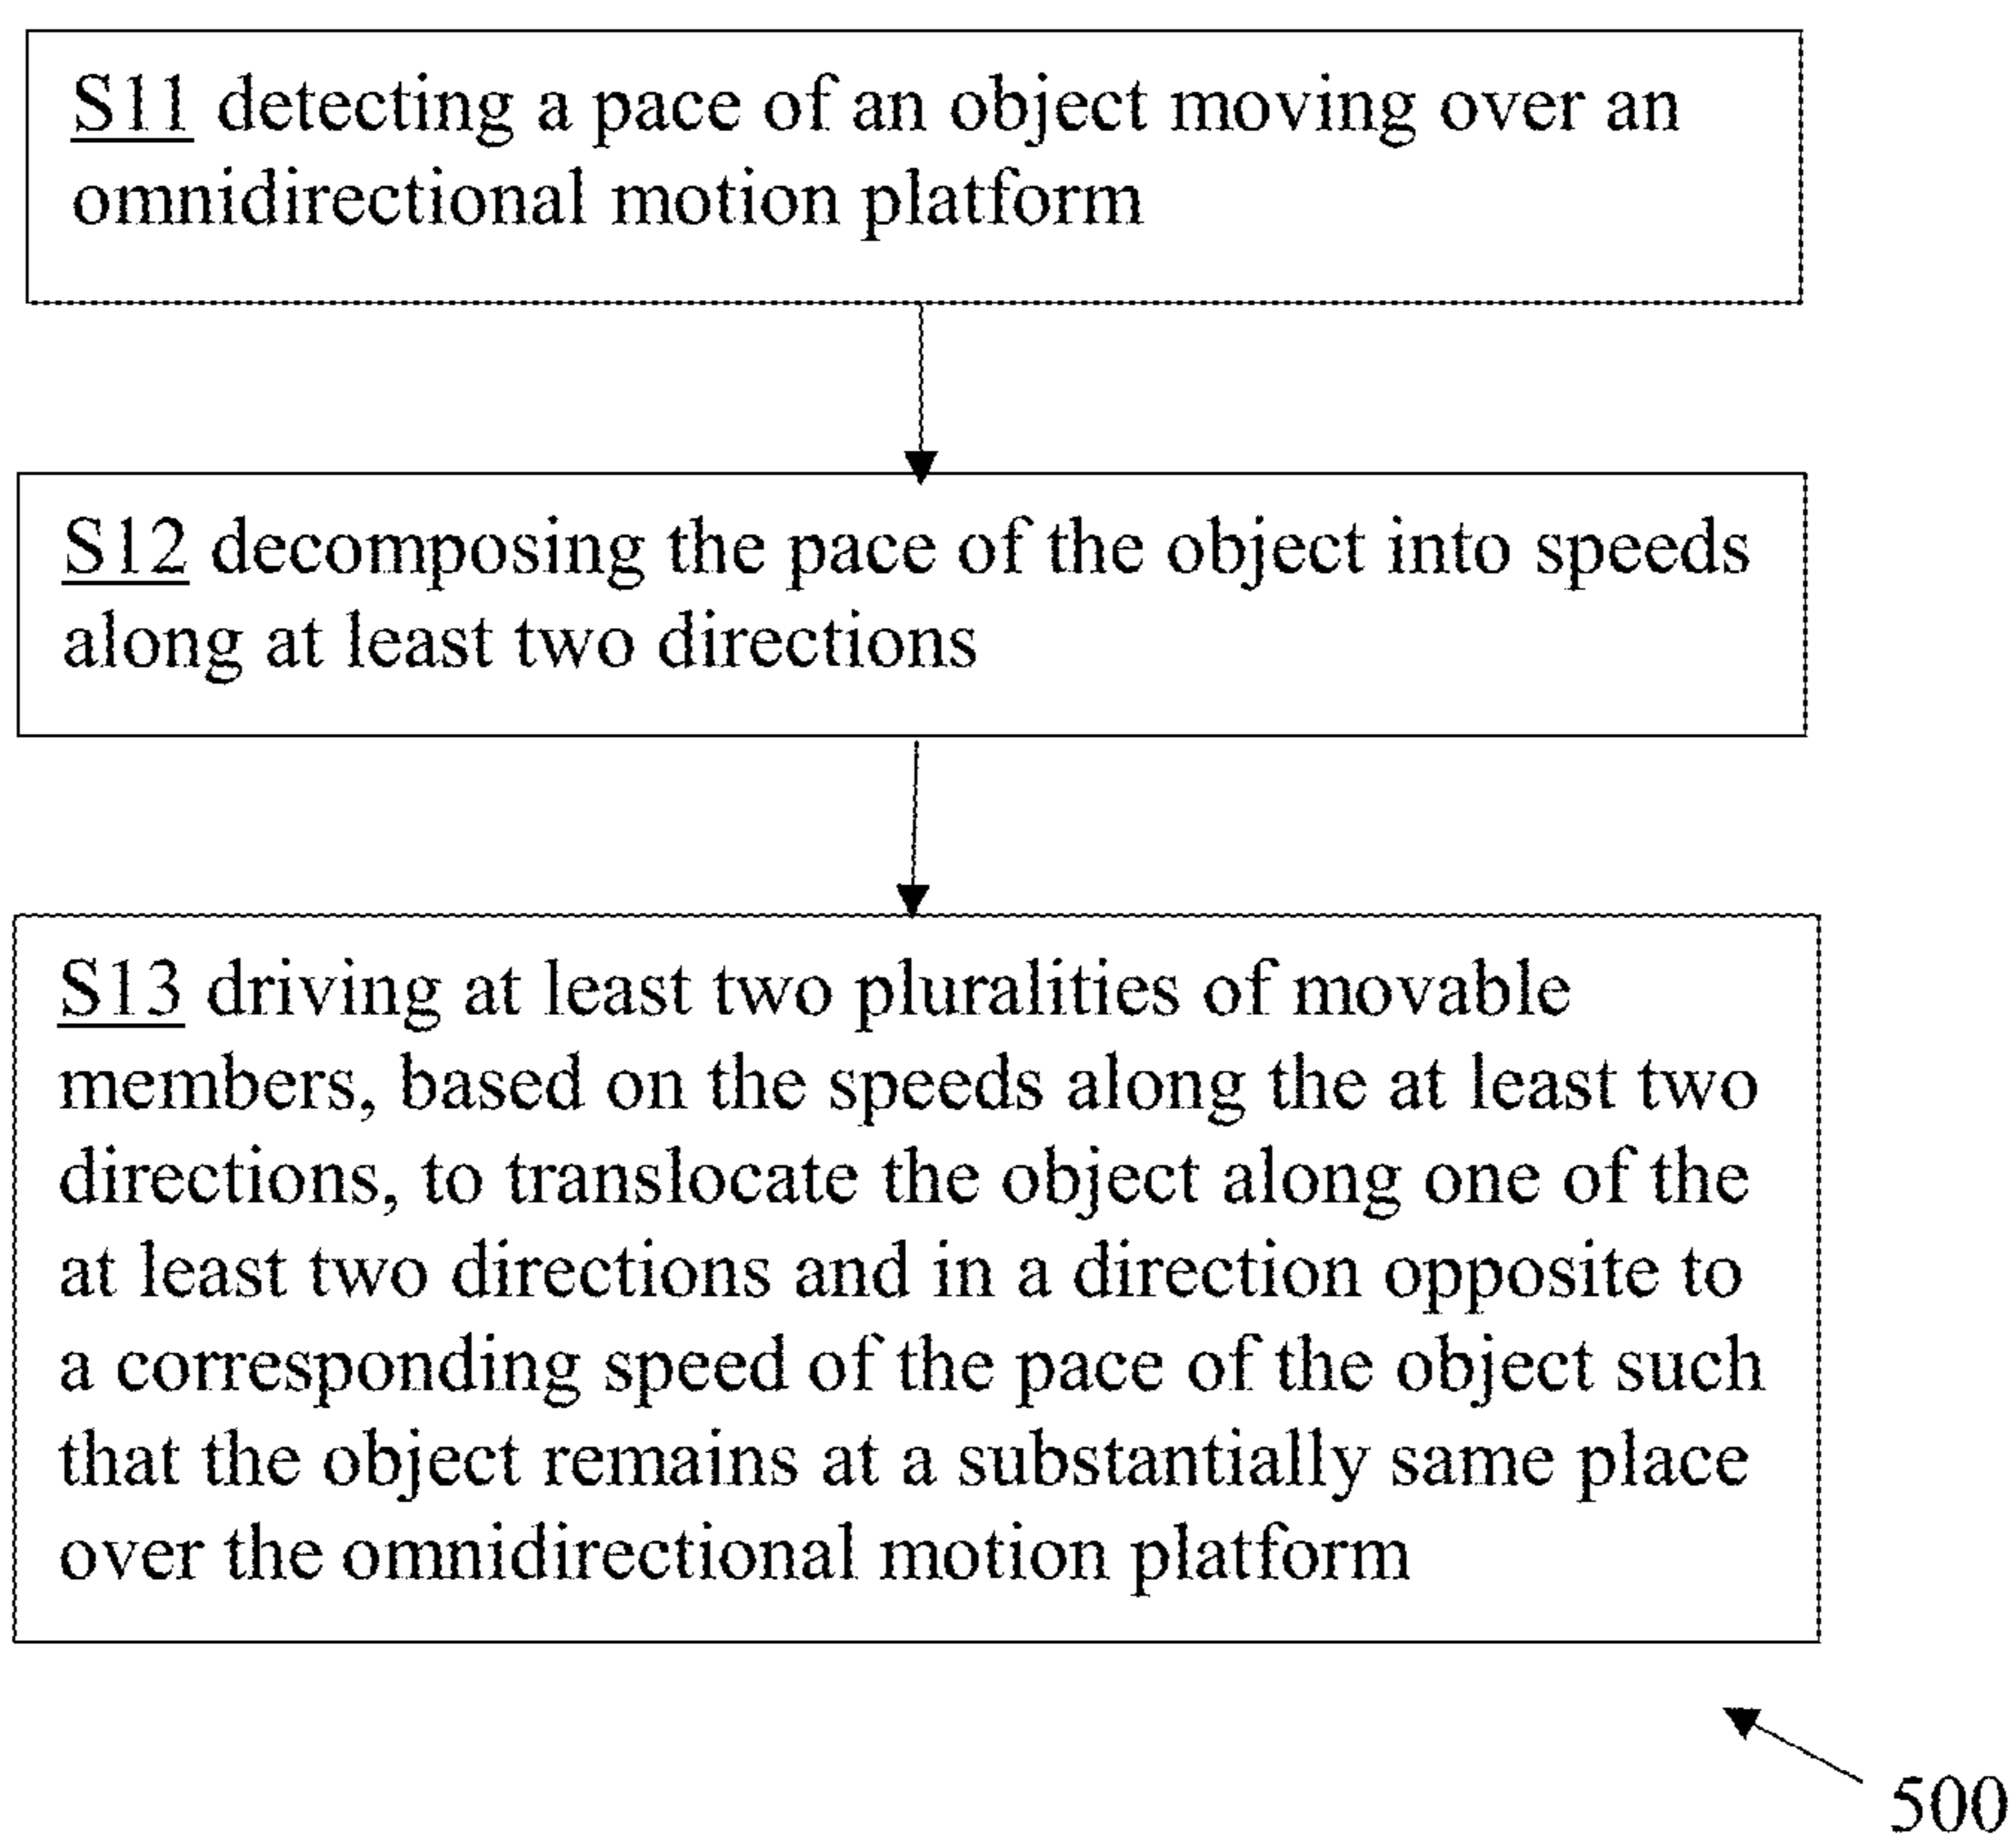 S11 detecting a pace of an object moving over an
omnidirectional motion platform
S12 decomposing the pace of the object into speeds
along at least two directions
S13 driving at least two pluralities of movable
members, based on the speeds along the at least two
directions, to translocate the object along one of the
at least two directions and in a direction opposite to
a corresponding speed of the pace of the object such
that the object remains at a substantially same place
over the omnidirectional motion platform
500